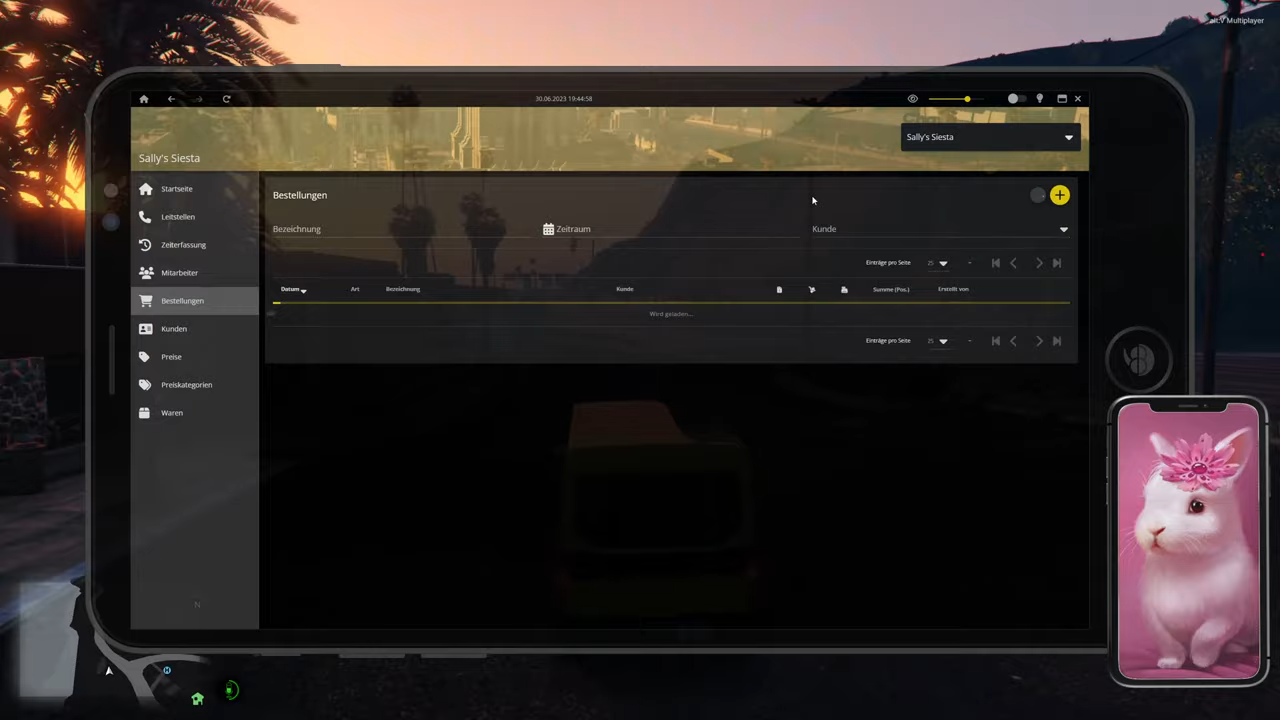 alt:V Multiplayer
30.06.2023 19:44:58
Sally's Siesta
Sally's Siesta
Startseite
Leitstellen
Zeiterfassung
Mitarbeiter
Bestellungen
Kunden
Preise
Preiskategorien
Waren
Bestellungen
Bezeichnung
Zeitraum
Kunde
Einträge pro Seite 25 -
Datum Art Bezeichnung Kunde Summe (Pos.) Erstellt von
Wird geladen...
Einträge pro Seite 25 -
N